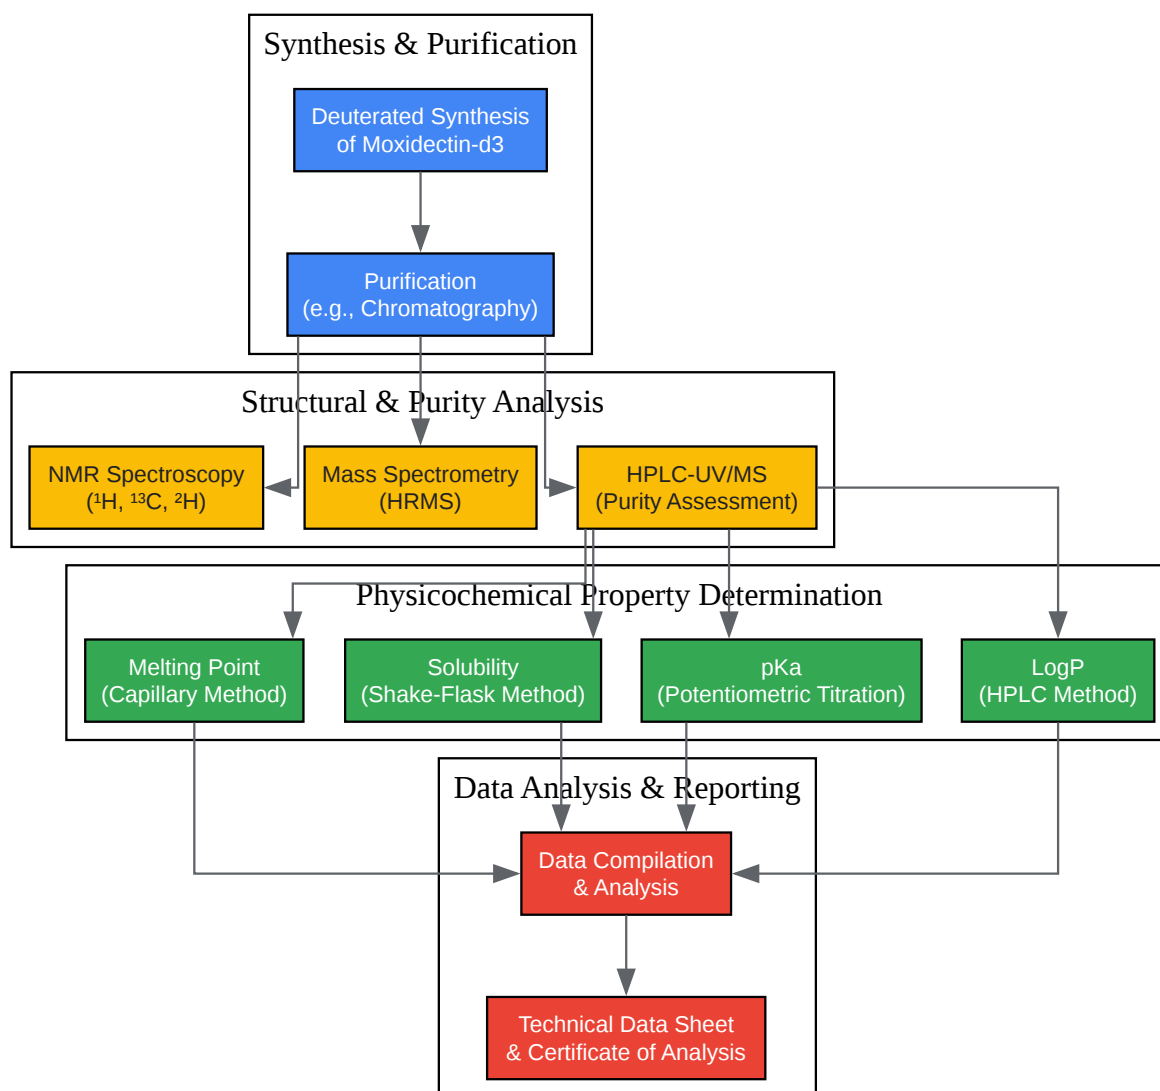 Synthesis & Purification
Deuterated Synthesis
of Moxidectin-d3
Purification
(e.g., Chromatography)
Structural & Purity Analysis
NMR Spectroscopy
(¹H, ¹³C, ²H)
Mass Spectrometry
(HRMS)
HPLC-UV/MS
(Purity Assessment)
Physicochemical Property Determination
Melting Point
(Capillary Method)
Solubility
(Shake-Flask Method)
pKa
(Potentiometric Titration)
LogP
(HPLC Method)
Data Analysis & Reporting
Data Compilation
& Analysis
Technical Data Sheet
& Certificate of Analysis